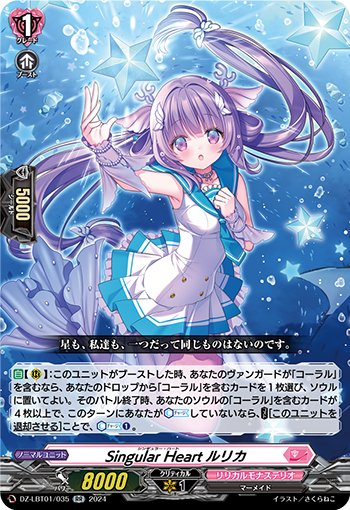 1
グレード
ブースト
5000
シールド
星も、私達も、一つだって同じものはないのです。
自【R】:このユニットがブーストした時、あなたのヴァンガードが「コーラル」
を含むなら、あなたのドロップから「コーラル」を含むカードを1枚選び、ソウル
に置いてよい。そのバトル終了時、あなたのソウルの「コーラル」を含むカードが
4枚以上で、このターンにあなたが していないなら、[このユニットを
退却させる]ことで、 1。
ノーマルユニット
シンギュラー・ハート
Singular Heart ルリカ
パワー
8000
クリティカル
1
リリカルモナステリオ
マーメイド
DZ-LBT01/035 RR 2024
イラスト/さくらねこ